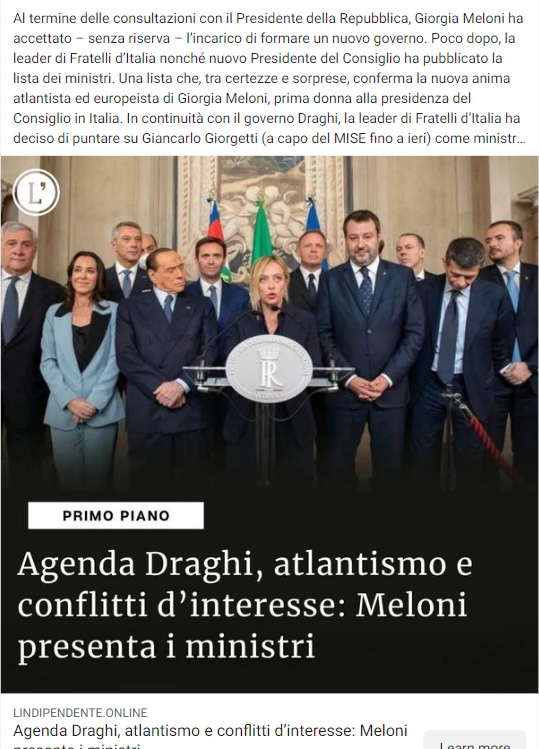 Al termine delle consultazioni con il Presidente della Repubblica, Giorgia Meloni ha
accettato – senza riserva – l'incarico di formare un nuovo governo. Poco dopo, la
leader di Fratelli d'Italia nonché nuovo Presidente del Consiglio ha pubblicato la
lista dei ministri. Una lista che, tra certezze e sorprese, conferma la nuova anima
atlantista ed europeista di Giorgia Meloni, prima donna alla presidenza del
Consiglio in Italia. In continuità con il governo Draghi, la leader di Fratelli d'Italia ha
deciso di puntare su Giancarlo Giorgetti (a capo del MISE fino a ieri) come ministr...
L'
PRIMO PIANO
Agenda Draghi, atlantismo e
conflitti d'interesse: Meloni
presenta i ministri
LINDIPENDENTE.ONLINE
Agenda Draghi, atlantismo e conflitti d'interesse: Meloni
presenta i ministri
Learn more